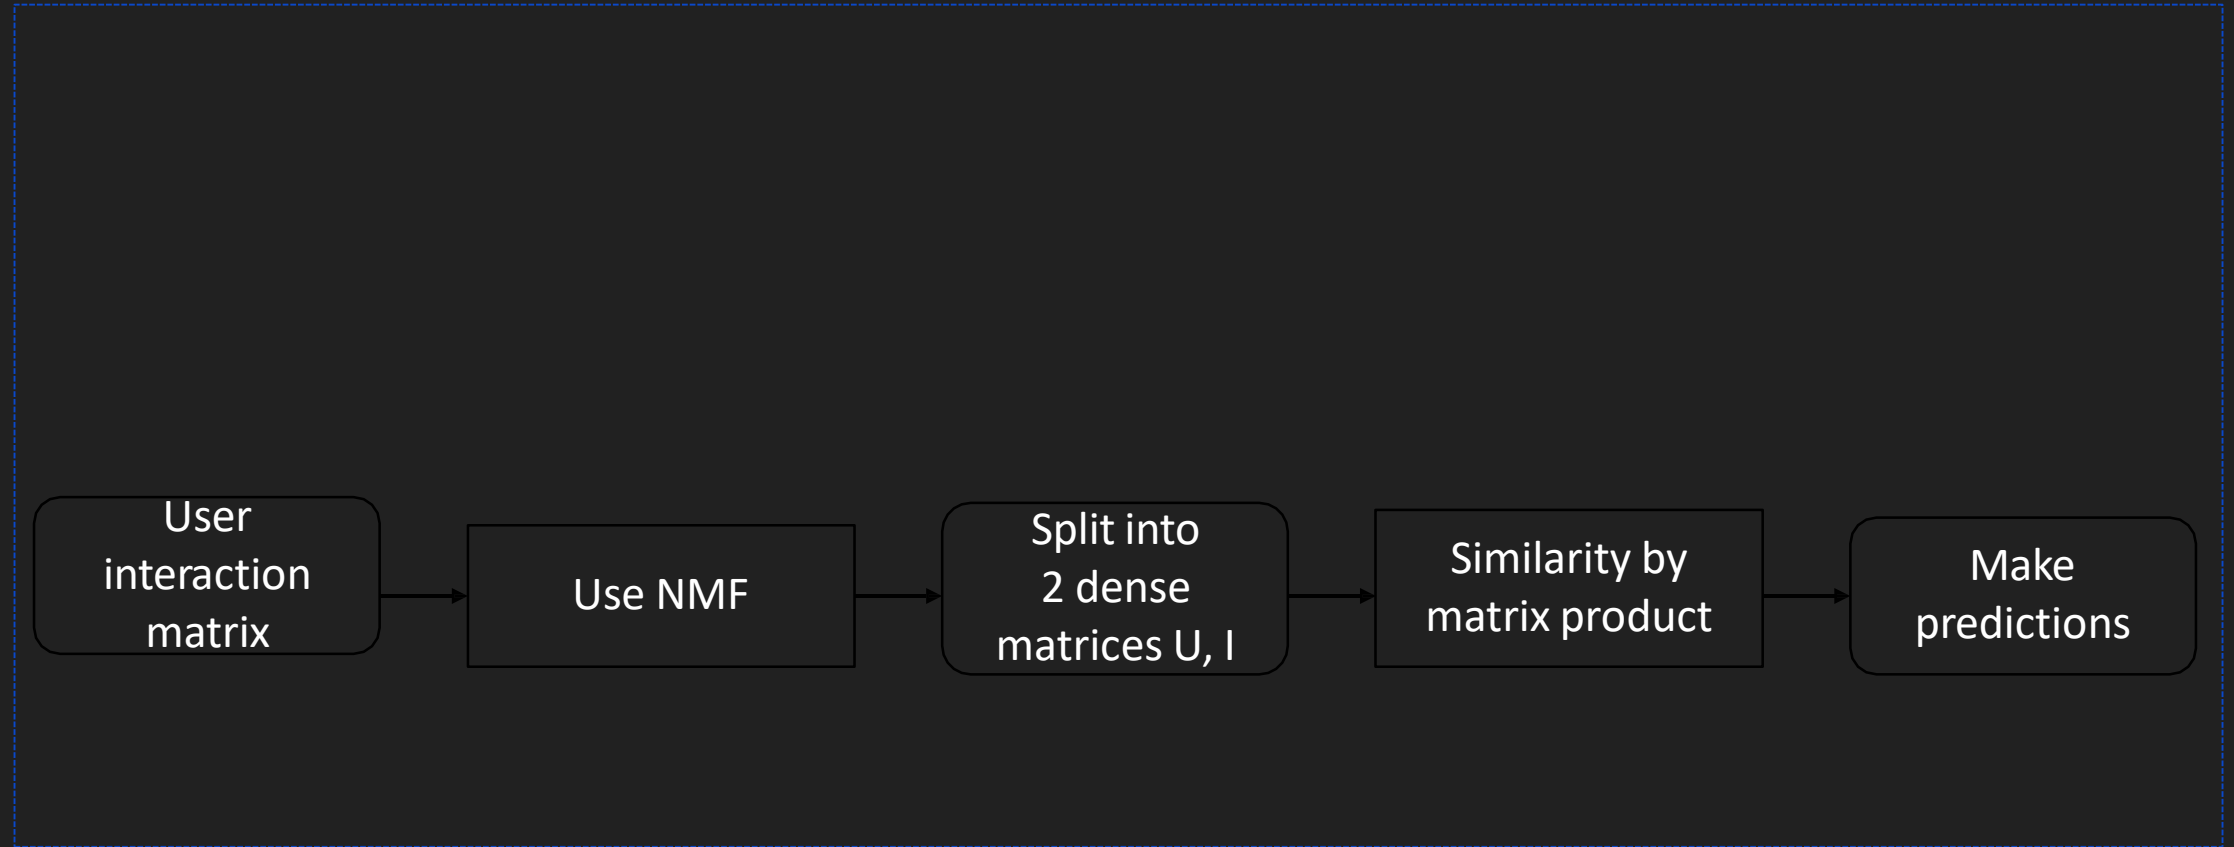 User
interaction
matrix
Use NMF
Split into
2 dense
matrices U, I
Similarity by
matrix product
Make
predictions